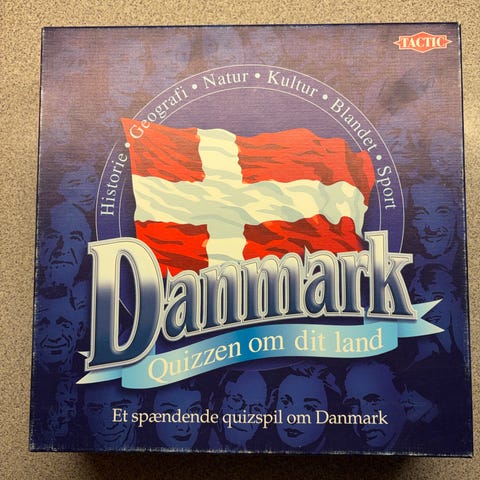 TACTIC
Historie • Geografi • Natur • Kultur • Blandet • Sport
Danmark
Quizzen om dit land
Et spændende quizspil om Danmark